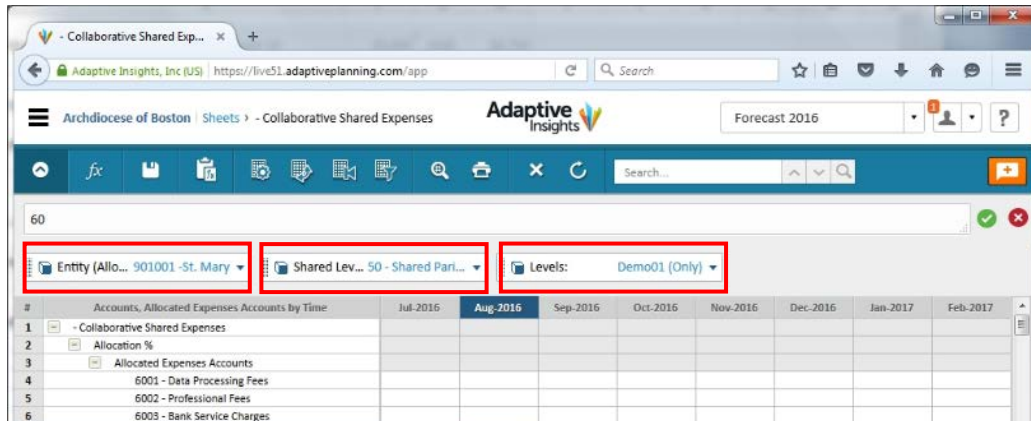 - Collaborative Shared Exp... × +
Adaptive Insights, Inc (US) https://live51.adaptiveplanning.com/app Search
Archdiocese of Boston Sheets › - Collaborative Shared Expenses Adaptive Insights Forecast 2016 1 ?
fx Search...
60
Entity (Allo... 901001 -St. Mary Shared Lev... 50 - Shared Pari... Levels: Demo01 (Only)
# Accounts, Allocated Expenses Accounts by Time Jul-2016 Aug-2016 Sep-2016 Oct-2016 Nov-2016 Dec-2016 Jan-2017 Feb-2017
1 - Collaborative Shared Expenses
2 Allocation %
3 Allocated Expenses Accounts
4 6001 - Data Processing Fees
5 6002 - Professional Fees
6 6003 - Bank Service Charges